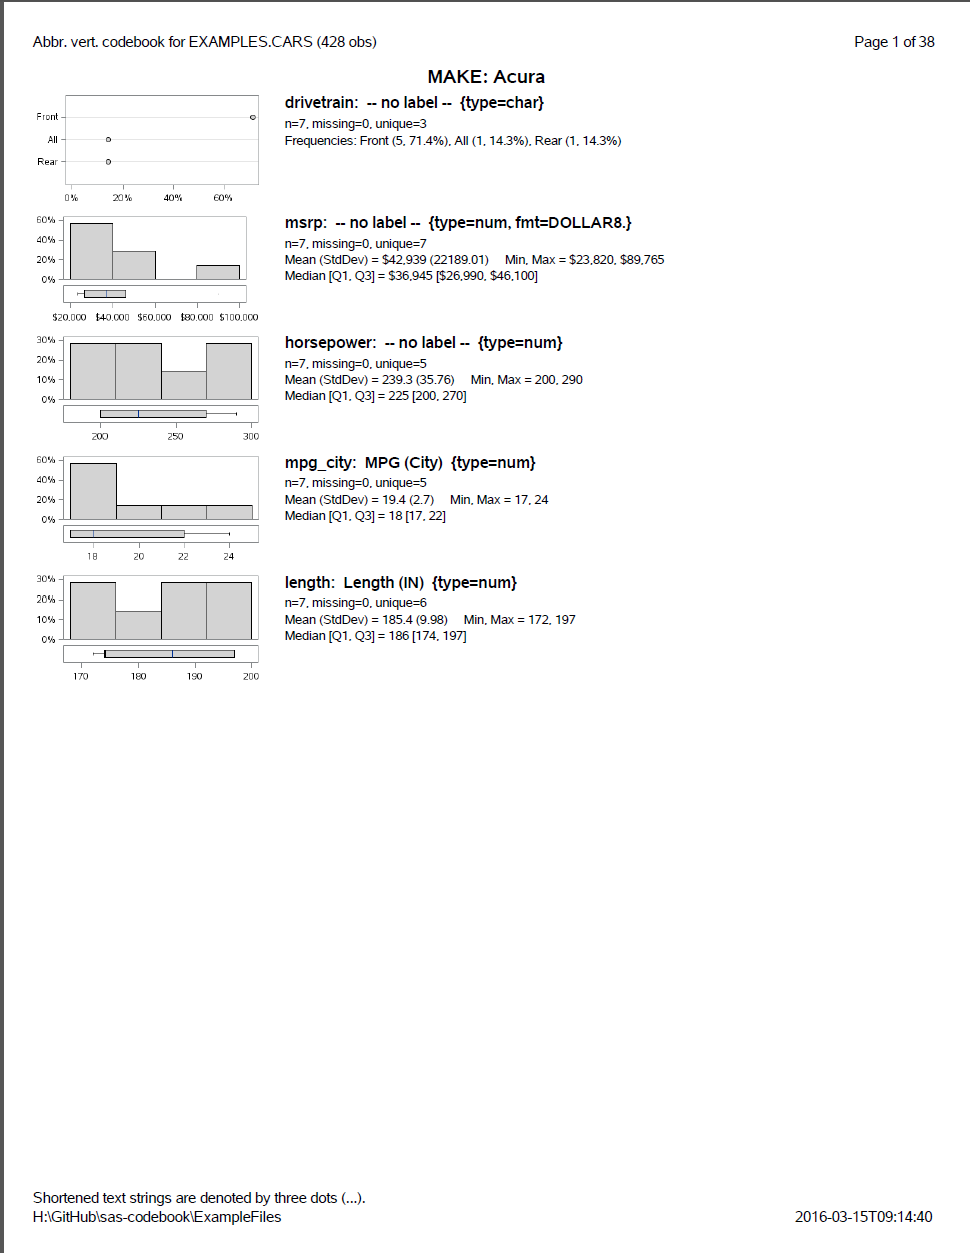 Abbr. vert. codebook for EXAMPLES.CARS (428 obs) Page 1 of 38
MAKE: Acura
drivetrain: -- no label -- {type=char}
n=7, missing=0, unique=3
Frequencies: Front (5, 71.4%), All (1, 14.3%), Rear (1, 14.3%)
Front
All
Rear
0% 20% 40% 60%
msrp: -- no label -- {type=num, fmt=DOLLAR8.}
n=7, missing=0, unique=7
Mean (StdDev) = $42,939 (22189.01) Min, Max = $23,820, $89,765
Median [Q1, Q3] = $36,945 [$26,990, $46,100]
60%
40%
20%
0%
$20,000 $40,000 $60,000 $80,000 $100,000
horsepower: -- no label -- {type=num}
n=7, missing=0, unique=5
Mean (StdDev) = 239.3 (35.76) Min, Max = 200, 290
Median [Q1, Q3] = 225 [200, 270]
30%
20%
10%
0%
200 250 300
mpg_city: MPG (City) {type=num}
n=7, missing=0, unique=5
Mean (StdDev) = 19.4 (2.7) Min, Max = 17, 24
Median [Q1, Q3] = 18 [17, 22]
60%
40%
20%
0%
18 20 22 24
length: Length (IN) {type=num}
n=7, missing=0, unique=6
Mean (StdDev) = 185.4 (9.98) Min, Max = 172, 197
Median [Q1, Q3] = 186 [174, 197]
30%
20%
10%
0%
170 180 190 200
Shortened text strings are denoted by three dots (...).
H:\GitHub\sas-codebook\ExampleFiles 2016-03-15T09:14:40